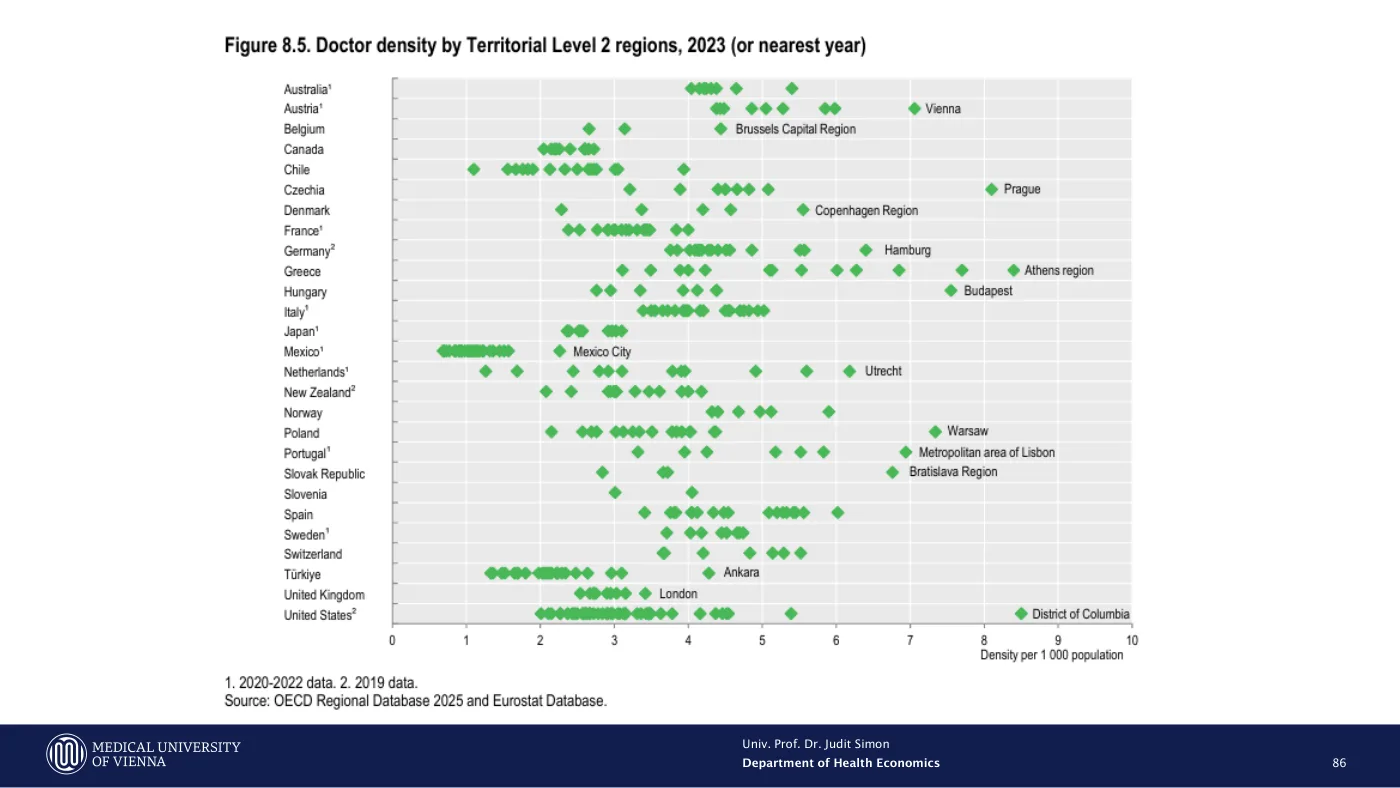 Figure 8.5. Doctor density by Territorial Level 2 regions, 2023 (or nearest year)
Australia¹
Austria¹
Vienna
Belgium
Brussels Capital Region
Canada
Chile
Czechia
Prague
Denmark
Copenhagen Region
France¹
Germany²
Hamburg
Greece
Athens region
Hungary
Budapest
Italy¹
Japan¹
Mexico¹
Mexico City
Netherlands¹
Utrecht
New Zealand²
Norway
Poland
Warsaw
Portugal¹
Metropolitan area of Lisbon
Slovak Republic
Bratislava Region
Slovenia
Spain
Sweden¹
Switzerland
Türkiye
Ankara
United Kingdom
London
United States²
District of Columbia
0 1 2 3 4 5 6 7 8 9 10
Density per 1 000 population
1. 2020-2022 data. 2. 2019 data.
Source: OECD Regional Database 2025 and Eurostat Database.
MEDICAL UNIVERSITY
OF VIENNA
Univ. Prof. Dr. Judit Simon
Department of Health Economics
86